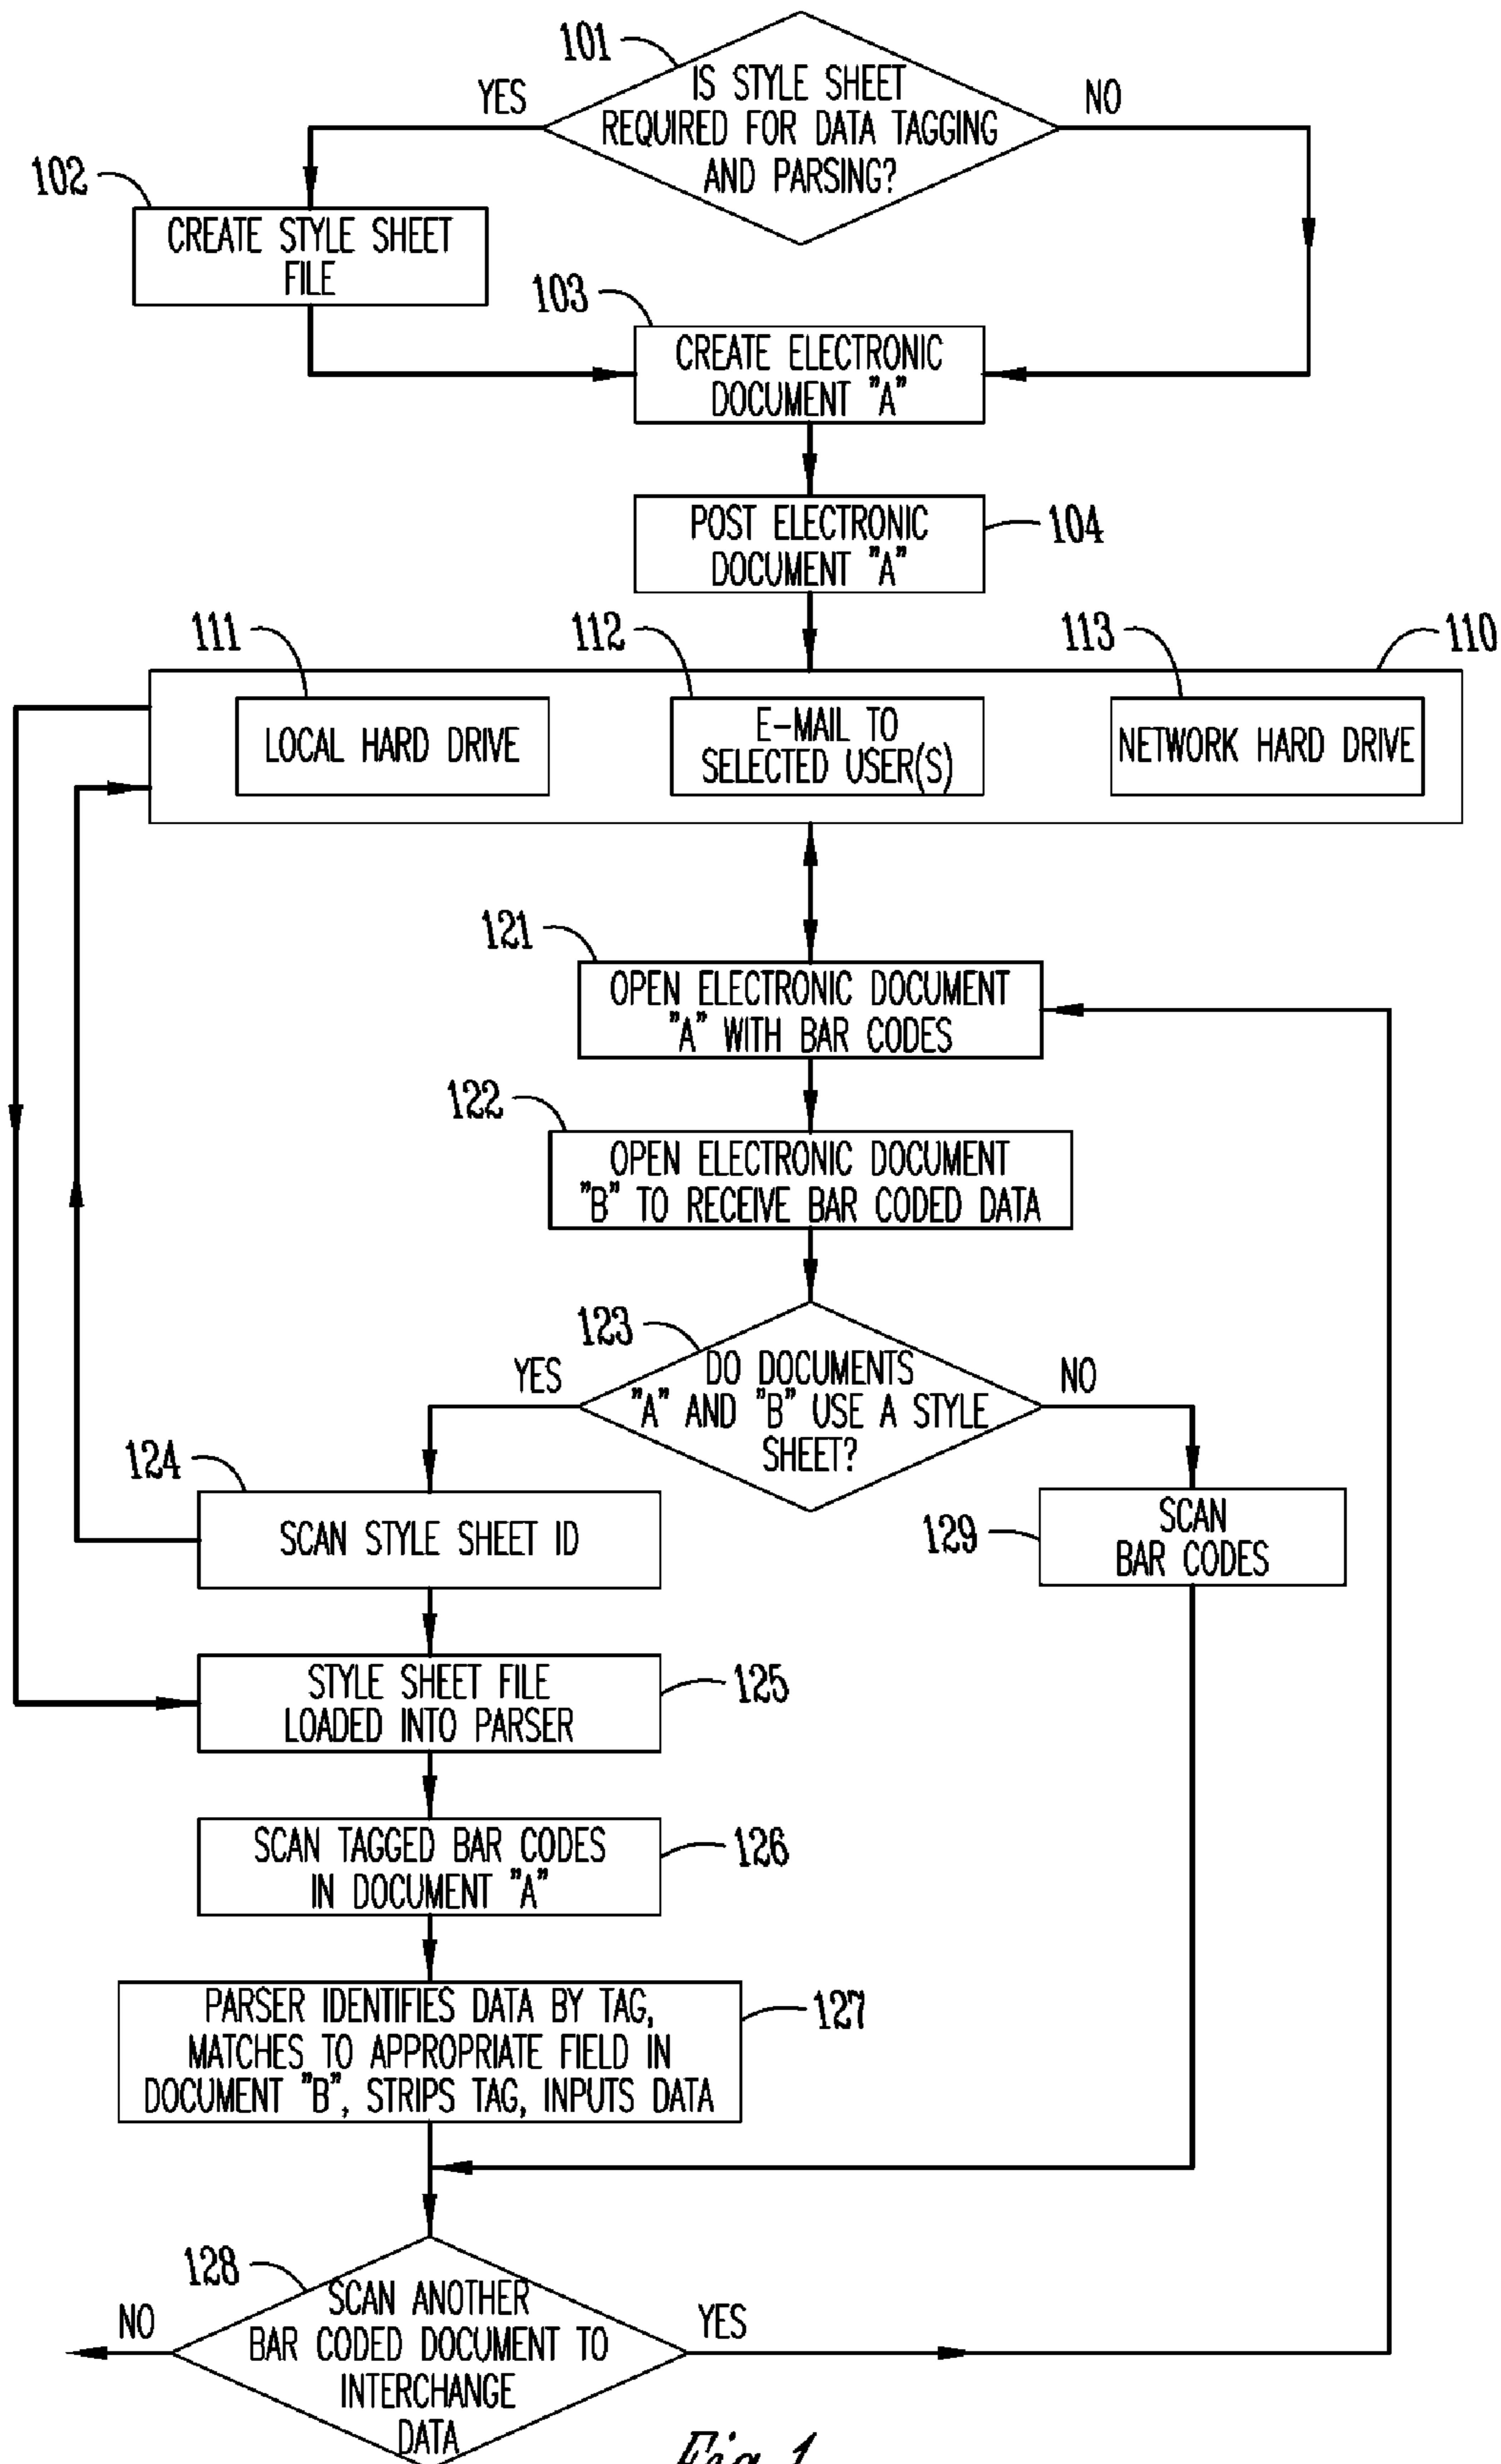 101
IS STYLE SHEET
REQUIRED FOR DATA TAGGING
AND PARSING?
YES
NO
102
CREATE STYLE SHEET
FILE
103
CREATE ELECTRONIC
DOCUMENT "A"
POST ELECTRONIC
DOCUMENT "A"
104
111
112
113
110
LOCAL HARD DRIVE
E-MAIL TO
SELECTED USER(S)
NETWORK HARD DRIVE
121
OPEN ELECTRONIC DOCUMENT
"A" WITH BAR CODES
122
OPEN ELECTRONIC DOCUMENT
"B" TO RECEIVE BAR CODED DATA
123
DO DOCUMENTS
"A" AND "B" USE A STYLE
SHEET?
YES
NO
124
SCAN STYLE SHEET ID
129
SCAN
BAR CODES
STYLE SHEET FILE
LOADED INTO PARSER
125
SCAN TAGGED BAR CODES
IN DOCUMENT "A"
126
PARSER IDENTIFIES DATA BY TAG,
MATCHES TO APPROPRIATE FIELD IN
DOCUMENT "B", STRIPS TAG, INPUTS DATA
127
128
SCAN ANOTHER
BAR CODED DOCUMENT TO
INTERCHANGE
DATA
NO
YES
Fig. 1